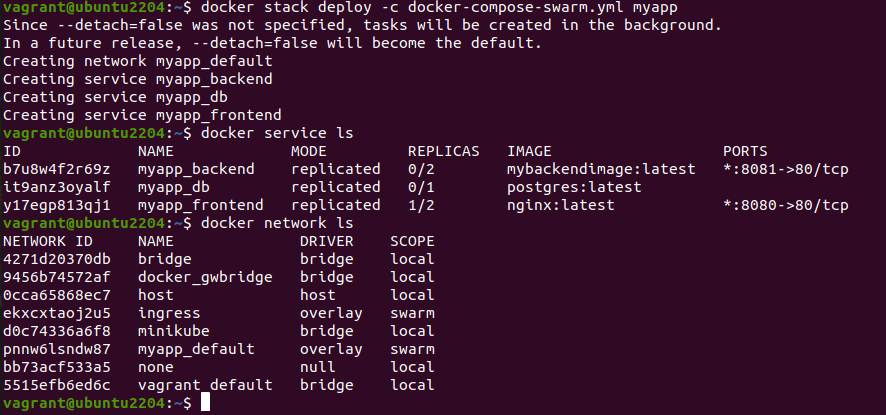 vagrant@ubuntu2204:~$ docker stack deploy -c docker-compose-swarm.yml myapp
Since --detach=false was not specified, tasks will be created in the background.
In a future release, --detach=false will become the default.
Creating network myapp_default
Creating service myapp_backend
Creating service myapp_db
Creating service myapp_frontend
vagrant@ubuntu2204:~$ docker service ls
ID             NAME             MODE         REPLICAS   IMAGE                   PORTS
b7u8w4f2r69z   myapp_backend    replicated   0/2        mybackendimage:latest   *:8081->80/tcp
it9anz3oyalf   myapp_db         replicated   0/1        postgres:latest
y17egp813qj1   myapp_frontend   replicated   1/2        nginx:latest            *:8080->80/tcp
vagrant@ubuntu2204:~$ docker network ls
NETWORK ID     NAME              DRIVER    SCOPE
4271d20370db   bridge            bridge    local
9456b74572af   docker_gwbridge   bridge    local
0cca65868ec7   host              host      local
ekxcxtaoj2u5   ingress           overlay   swarm
d0c74336a6f8   minikube          bridge    local
pnnw6lsndw87   myapp_default     overlay   swarm
bb73acf533a5   none              null      local
5515efb6ed6c   vagrant_default   bridge    local
vagrant@ubuntu2204:~$